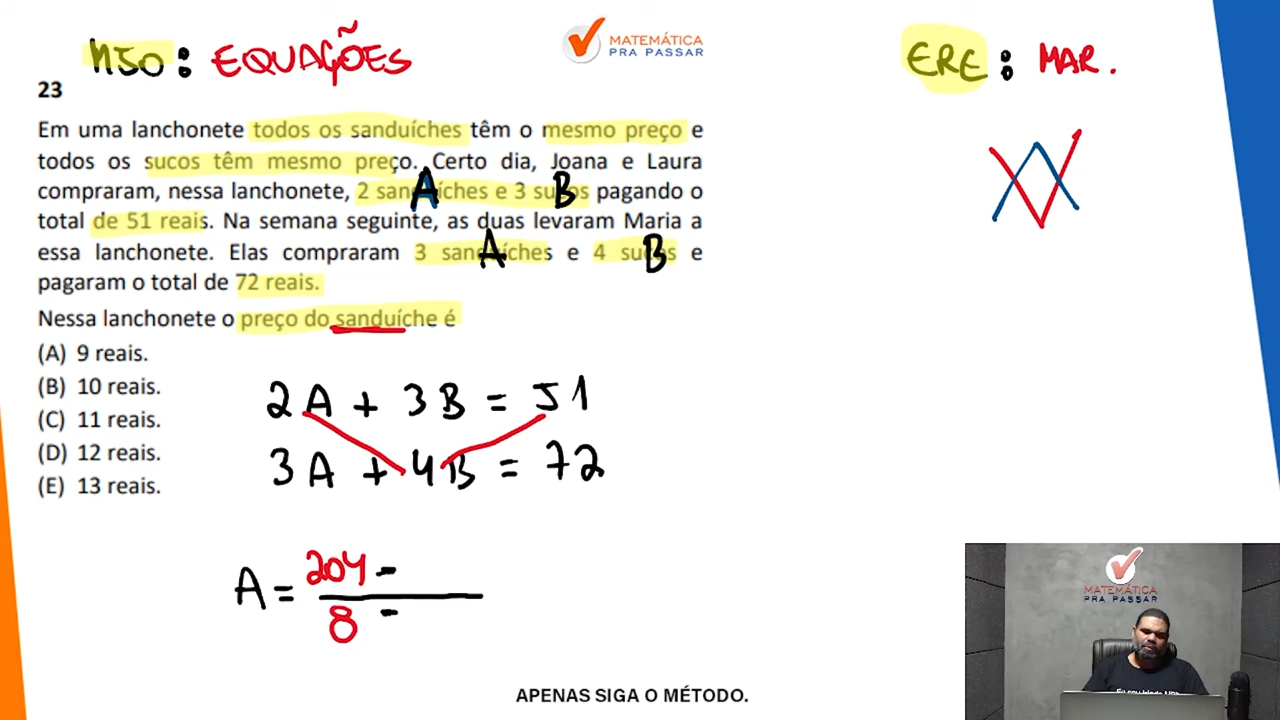 NJO : EQUAÇÕES
MATEMÁTICA
PRA PASSAR
ERE : MAR.
23
Em uma lanchonete todos os sanduíches têm o mesmo preço e
todos os sucos têm mesmo preço. Certo dia, Joana e Laura
compraram, nessa lanchonete, 2 sanduíches e 3 sucos pagando o
A B
total de 51 reais. Na semana seguinte, as duas levaram Maria a
essa lanchonete. Elas compraram 3 sanduíches e 4 sucos e
A B
pagaram o total de 72 reais.
Nessa lanchonete o preço do sanduíche é
(A) 9 reais.
(B) 10 reais.
(C) 11 reais.
(D) 12 reais.
(E) 13 reais.
2A + 3B = 51
3A + 4B = 72
A = 204 -
8 -
MATEMÁTICA
PRA PASSAR
APENAS SIGA O MÉTODO.